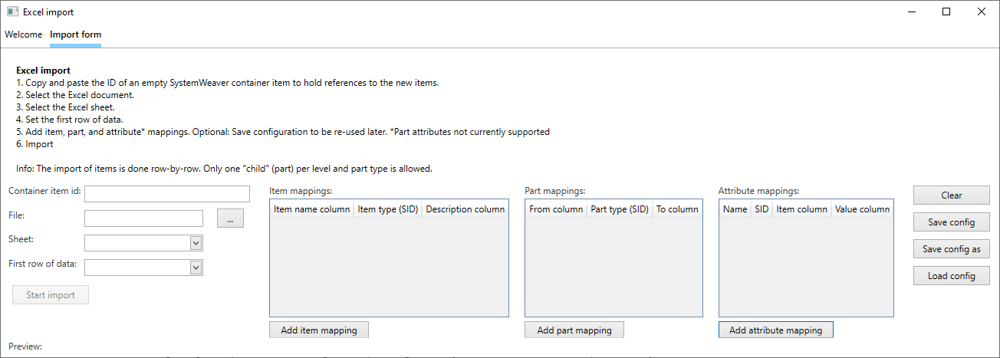 Excel import
Welcome Import form
Excel import
1. Copy and paste the ID of an empty SystemWeaver container item to hold references to the new items.
2. Select the Excel document.
3. Select the Excel sheet.
4. Set the first row of data.
5. Add item, part, and attribute* mappings. Optional: Save configuration to be re-used later. *Part attributes not currently supported
6. Import
Info: The import of items is done row-by-row. Only one "child" (part) per level and part type is allowed.
Container item id:
File:
...
Sheet:
First row of data:
Start import
Item mappings:
Item name column Item type (SID) Description column
Add item mapping
Part mappings:
From column Part type (SID) To column
Add part mapping
Attribute mappings:
Name SID Item column Value column
Add attribute mapping
Clear
Save config
Save config as
Load config
Preview: